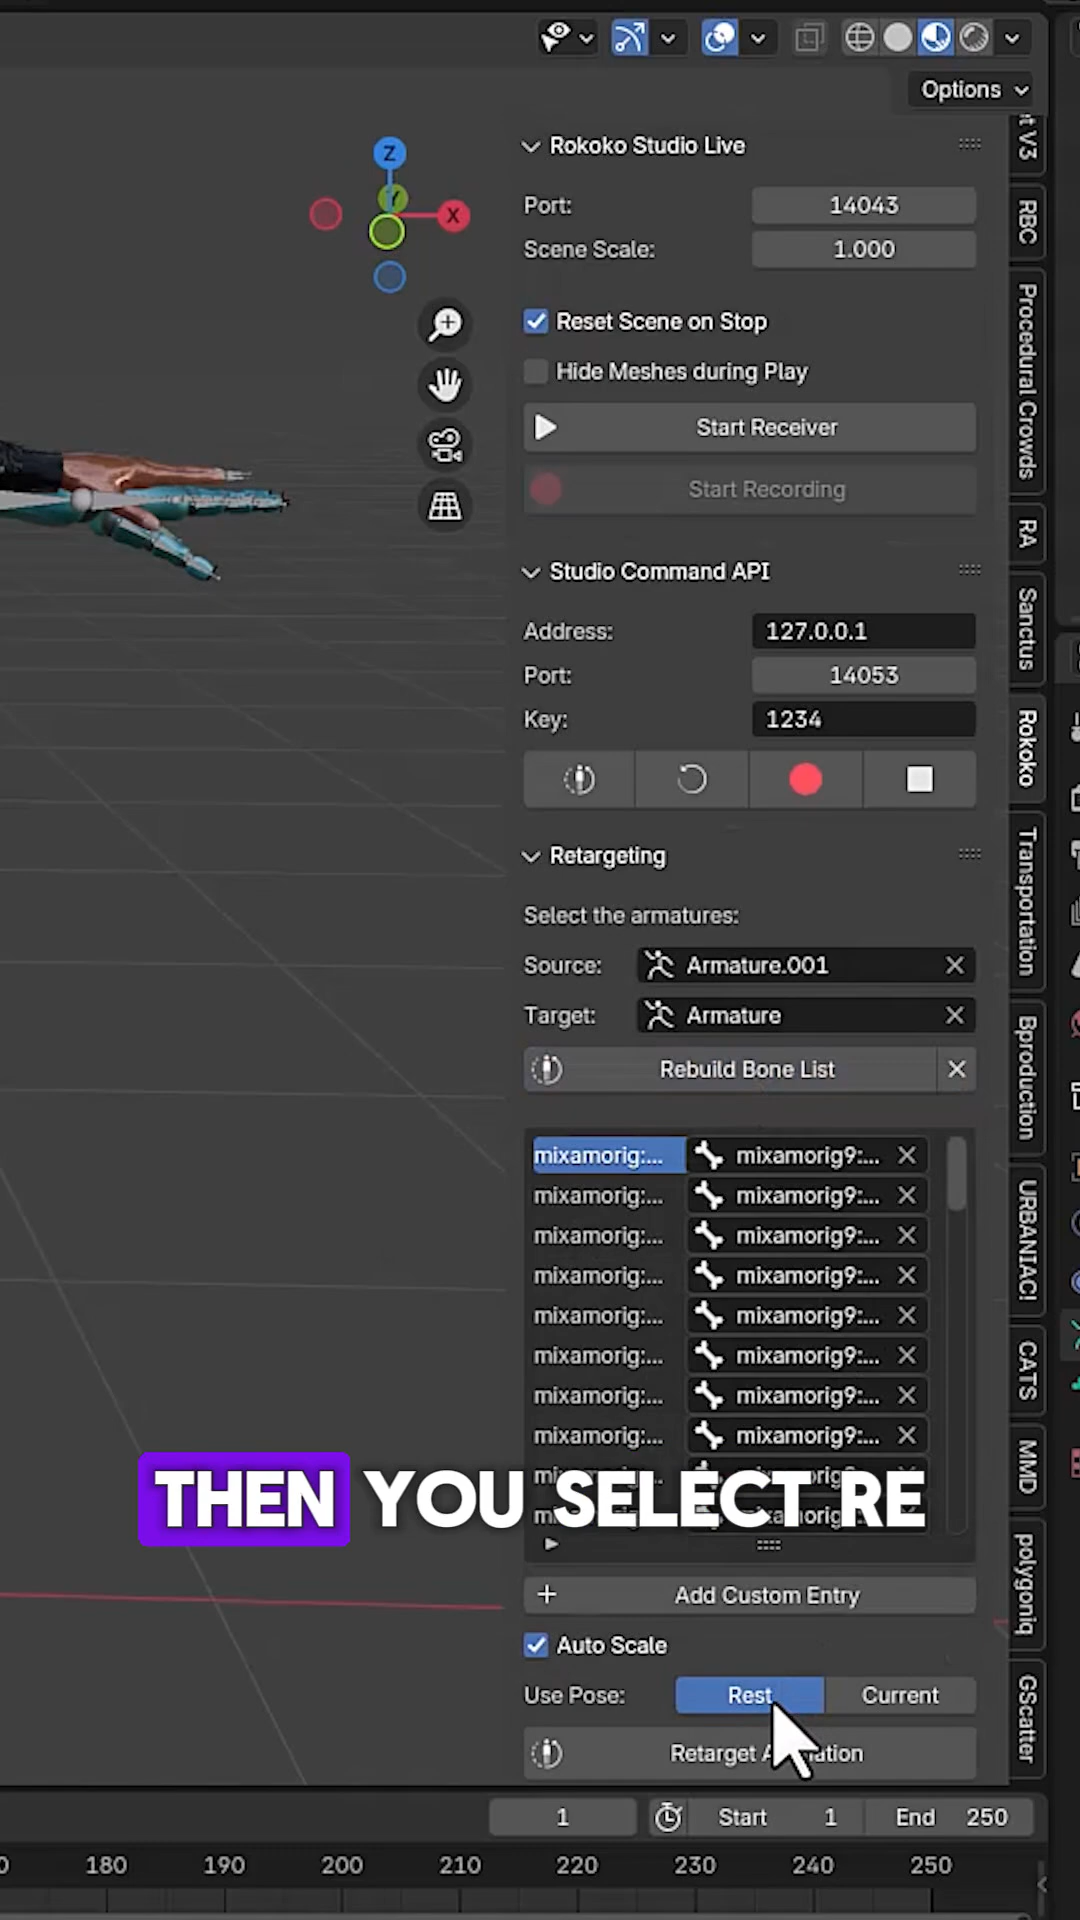 Options
Z
Y
X
Rokoko Studio Live
Port: 14043
Scene Scale: 1.000
Reset Scene on Stop
Hide Meshes during Play
Start Receiver
Start Recording
Studio Command API
Address: 127.0.0.1
Port: 14053
Key: 1234
Retargeting
Select the armatures:
Source: Armature.001
Target: Armature
Rebuild Bone List
mixamorig:... mixamorig9:...
mixamorig:... mixamorig9:...
mixamorig:... mixamorig9:...
mixamorig:... mixamorig9:...
mixamorig:... mixamorig9:...
mixamorig:... mixamorig9:...
mixamorig:... mixamorig9:...
mixamorig:... mixamorig9:...
THEN YOU SELECT RE
Add Custom Entry
Auto Scale
Use Pose: Rest Current
Retarget
1 Start 1 End 250
180 190 200 210 220 230 240 250
V3
RBC
Procedural Crowds
RA
Sanctus
Rokoko
Transportation
Bproduction
URBANIAC!
CATS
MMD
polygoniq
GScatter